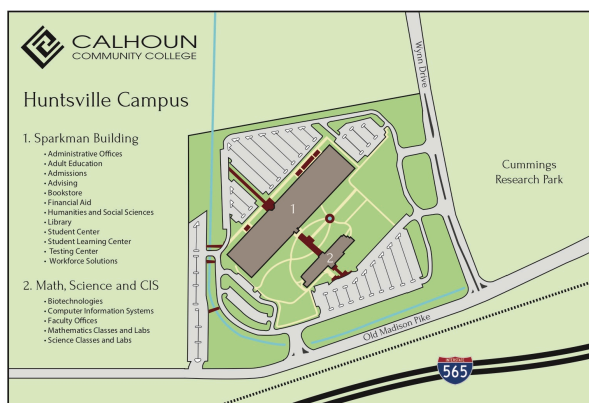 CALHOUN
COMMUNITY COLLEGE
Huntsville Campus
1. Sparkman Building
• Administrative Offices
• Adult Education
• Admissions
• Advising
• Bookstore
• Financial Aid
• Humanities and Social Sciences
• Library
• Student Center
• Student Learning Center
• Testing Center
• Workforce Solutions
2. Math, Science and CIS
• Biotechnologies
• Computer Information Systems
• Faculty Offices
• Mathematics Classes and Labs
• Science Classes and Labs
Wynn Drive
Cummings
Research Park
1
2
Old Madison Pike
INTERSTATE
565